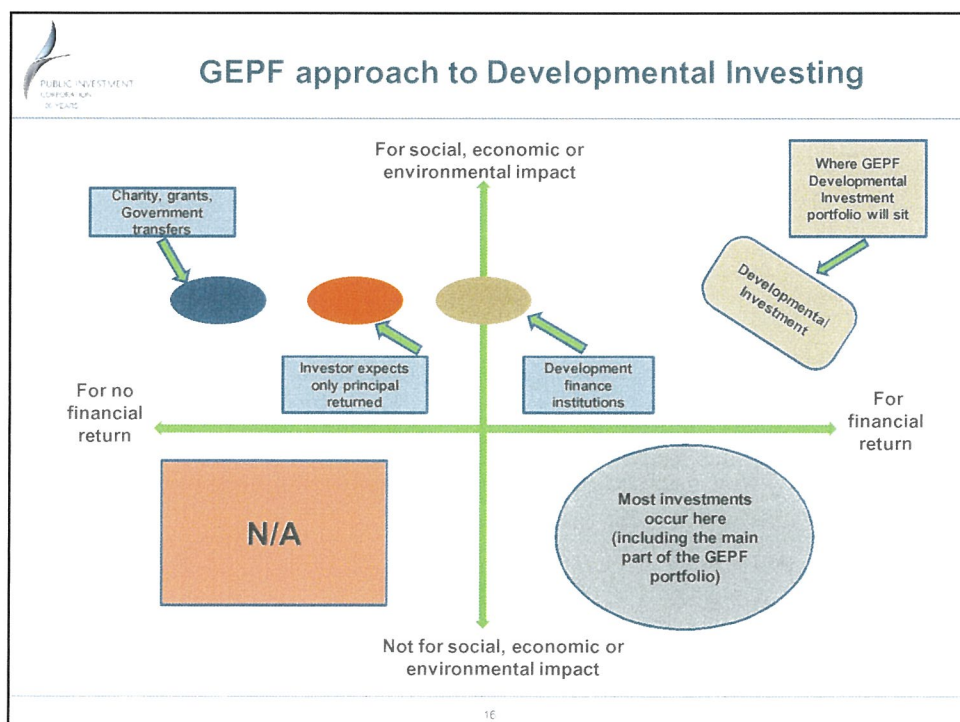 PUBLIC INVESTMENT
CORPORATION
GEPF approach to Developmental Investing
For social, economic or
environmental impact
Charity, grants,
Government
transfers
Where GEPF
Developmental
Investment
portfolio will sit
Developmental
Investment
Investor expects
only principal
returned
Development
finance
institutions
For no
financial
return
For
financial
return
N/A
Most investments
occur here
(including the main
part of the GEPF
portfolio)
Not for social, economic or
environmental impact
16